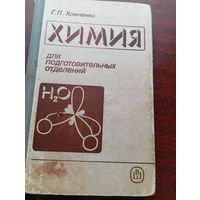 Г.П. Хомченко
ХИМИЯ
ДЛЯ
ПОДГОТОВИТЕЛЬНЫХ
ОТДЕЛЕНИЙ
H₂O